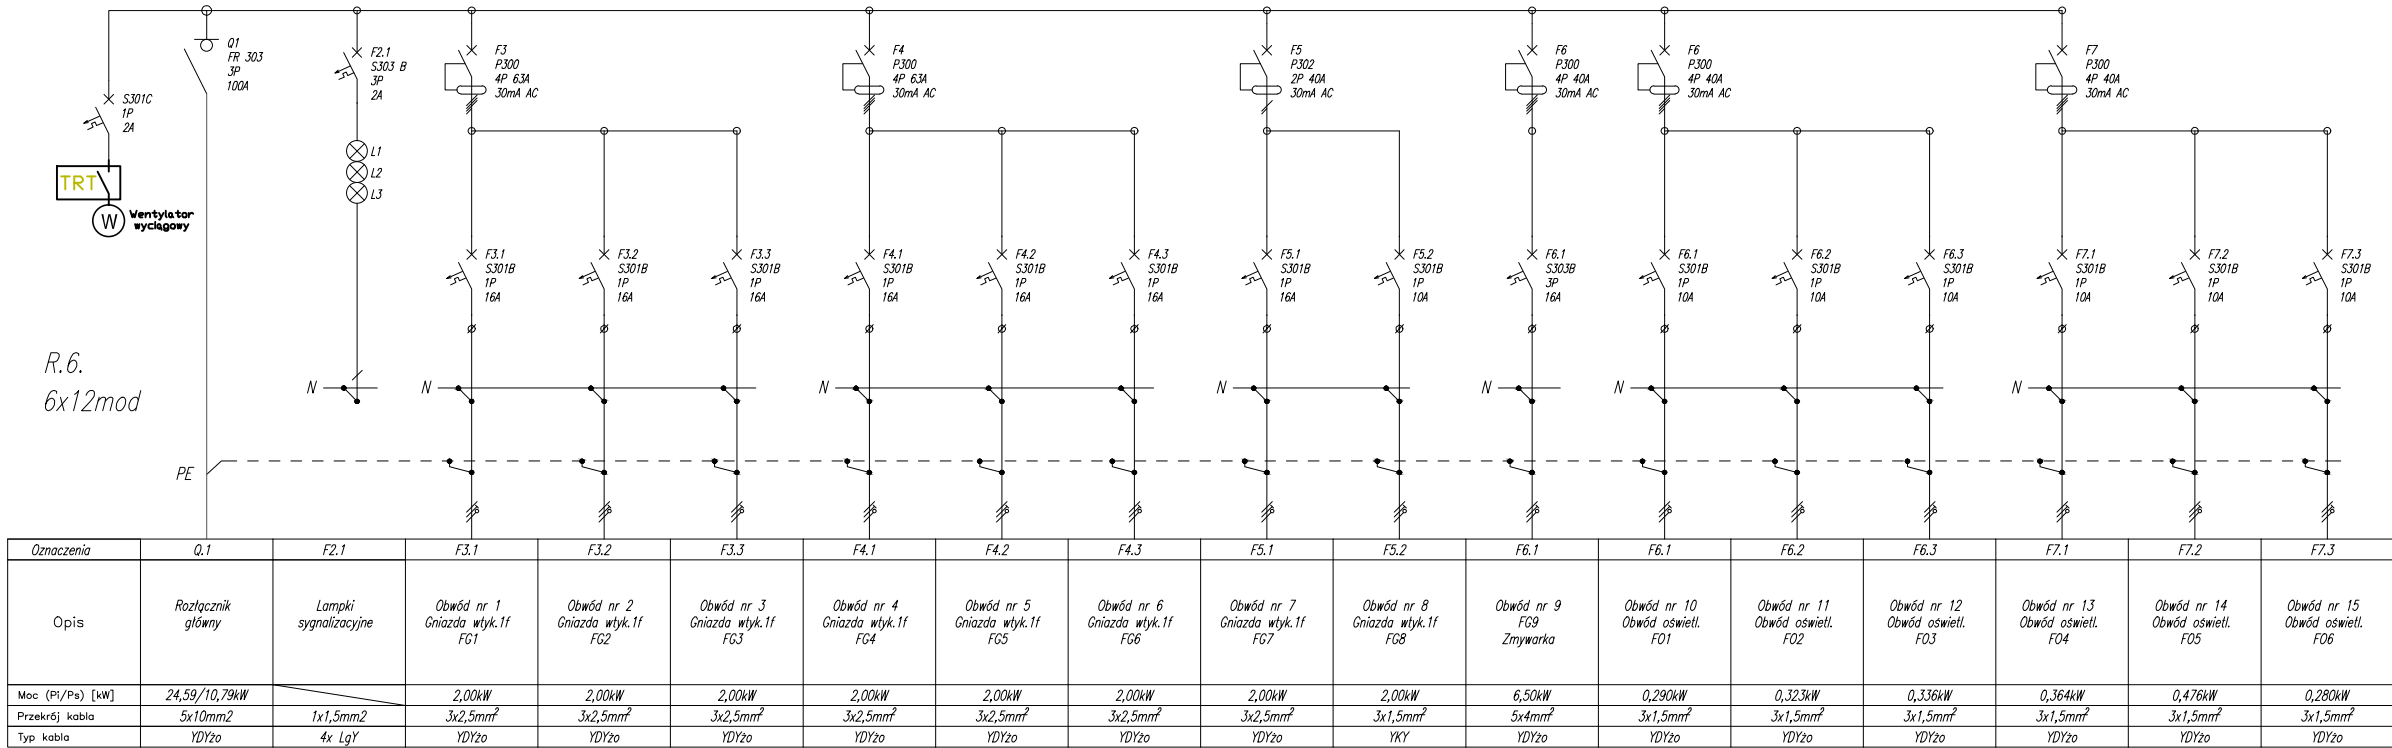 S301C
1P
2A
TRT
W
Wentylator
wyciągowy
Q1
FR 303
3P
100A
F2.1
S303 B
3P
2A
L1
L2
L3
F3
P300
4P 63A
30mA AC
F4
P300
4P 63A
30mA AC
F5
P302
2P 40A
30mA AC
F6
P300
4P 40A
30mA AC
F6
P300
4P 40A
30mA AC
F7
P300
4P 40A
30mA AC
F3.1
S301B
1P
16A
F3.2
S301B
1P
16A
F3.3
S301B
1P
16A
F4.1
S301B
1P
16A
F4.2
S301B
1P
16A
F4.3
S301B
1P
16A
F5.1
S301B
1P
16A
F5.2
S301B
1P
10A
F6.1
S303B
3P
16A
F6.1
S301B
1P
10A
F6.2
S301B
1P
10A
F6.3
S301B
1P
10A
F7.1
S301B
1P
10A
F7.2
S301B
1P
10A
F7.3
S301B
1P
10A
R.6.
6x12mod
N N N N N N N
PE
Oznaczenia Q.1 F2.1 F3.1 F3.2 F3.3 F4.1 F4.2 F4.3 F5.1 F5.2 F6.1 F6.1 F6.2 F6.3 F7.1 F7.2 F7.3
Opis
Rozłącznik
główny
Lampki
sygnalizacyjne
Obwód nr 1
Gniazda wtyk.1f
FG1
Obwód nr 2
Gniazda wtyk.1f
FG2
Obwód nr 3
Gniazda wtyk.1f
FG3
Obwód nr 4
Gniazda wtyk.1f
FG4
Obwód nr 5
Gniazda wtyk.1f
FG5
Obwód nr 6
Gniazda wtyk.1f
FG6
Obwód nr 7
Gniazda wtyk.1f
FG7
Obwód nr 8
Gniazda wtyk.1f
FG8
Obwód nr 9
FG9
Zmywarka
Obwód nr 10
Obwód oświetl.
FO1
Obwód nr 11
Obwód oświetl.
FO2
Obwód nr 12
Obwód oświetl.
FO3
Obwód nr 13
Obwód oświetl.
FO4
Obwód nr 14
Obwód oświetl.
FO5
Obwód nr 15
Obwód oświetl.
FO6
Moc (Pi/Ps) [kW] 24,59/10,79kW 2,00kW 2,00kW 2,00kW 2,00kW 2,00kW 2,00kW 2,00kW 2,00kW 6,50kW 0,290kW 0,323kW 0,336kW 0,364kW 0,476kW 0,280kW
Przekrój kabla 5x10mm2 1x1,5mm2 3x2,5mm² 3x2,5mm² 3x2,5mm² 3x2,5mm² 3x2,5mm² 3x2,5mm² 3x2,5mm² 3x1,5mm² 5x4mm² 3x1,5mm² 3x1,5mm² 3x1,5mm² 3x1,5mm² 3x1,5mm² 3x1,5mm²
Typ kabla YDYżo 4x LgY YDYżo YDYżo YDYżo YDYżo YDYżo YDYżo YDYżo YKY YDYżo YDYżo YDYżo YDYżo YDYżo YDYżo YDYżo